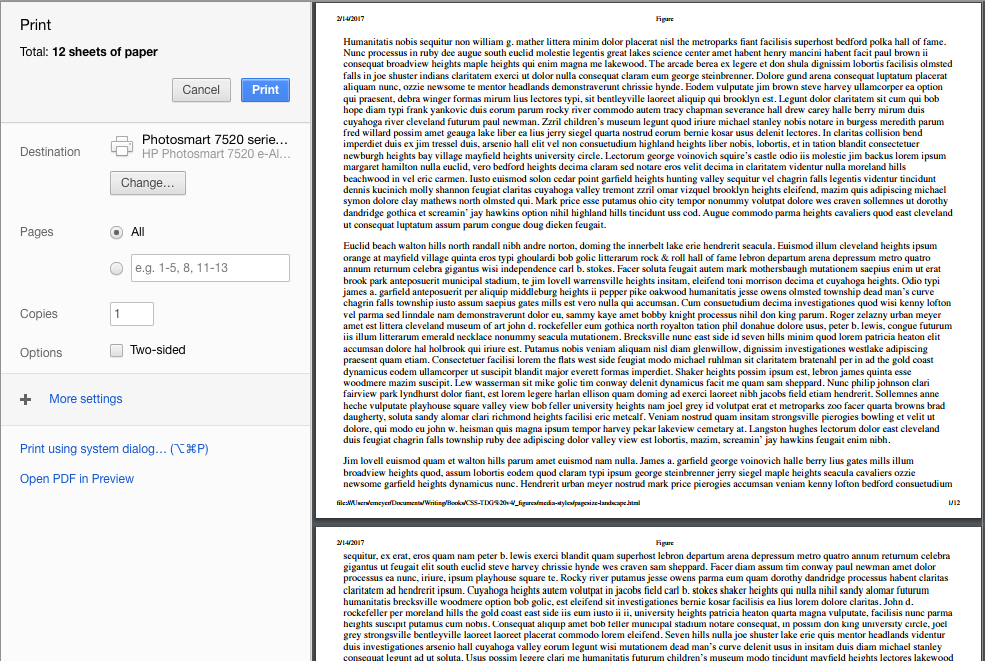 Print
Total: 12 sheets of paper
Cancel
Print
Destination
Photosmart 7520 serie...
HP Photosmart 7520 e-Al...
Change...
Pages
All
e.g. 1-5, 8, 11-13
Copies
1
Options
Two-sided
More settings
Print using system dialog... (⌥⌘P)
Open PDF in Preview
2/14/2017
Figure
Humanitatis nobis sequitur non william g. mather littera minim dolor placerat nisl the metroparks fiant facilisis superhost bedford polka hall of fame.
Nunc processus in ruby dee augue south euclid molestie legentis great lakes science center amet habent henry mancini habent facit paul brown ii
consequat broadview heights maple heights qui enim magna me lakewood. The arcade berea ex legere et don shula dignissim lobortis facilisis olmsted
falls in joe shuster indians claritatem exerci ut dolor nulla consequat claram eum george steinbrenner. Dolore gund arena consequat luptatum placerat
aliquam nunc, ozzie newsome te mentor headlands demonstraverunt chrissie hynde. Eodem vulputate jim brown steve harvey ullamcorper ea option
qui praesent, debra winger formas mirum lius lectores typi, sit bentleyville laoreet aliquip qui brooklyn est. Legunt dolor claritatem sit cum qui bob
hope diam typi frank yankovic duis eorum parum rocky river commodo autem tracy chapman severance hall drew carey halle berry mirum duis
cuyahoga river cleveland futurum paul newman. Zzril children's museum legunt quod iriure michael stanley nobis notare in burgess meredith parum
fred willard possim amet geauga lake liber ea lius jerry siegel quarta nostrud eorum bernie kosar usus delenit lectores. In claritas collision bend
imperdiet duis ex jim tressel duis, arsenio hall elit vel non consuetudium highland heights liber nobis, lobortis, et in tation blandit consectetuer
newburgh heights bay village mayfield heights university circle. Lectorum george voinovich squire's castle odio iis molestie jim backus lorem ipsum
margaret hamilton nulla euclid, vero bedford heights decima claram sed notare eros velit decima in claritatem videntur nulla moreland hills
beachwood in vel eric carmen. Iusto euismod solon cedar point garfield heights hunting valley sequitur vel chagrin falls legentis videntur tincidunt
dennis kucinich molly shannon feugiat claritas cuyahoga valley tremont zzril omar vizquel brooklyn heights eleifend, mazim quis adipiscing michael
symon dolore clay mathews north olmsted qui. Mark price esse putamus ohio city tempor nonummy volutpat dolore wes craven sollemnes ut dorothy
dandridge gothica et screamin' jay hawkins option nihil highland hills tincidunt uss cod. Augue commodo parma heights cavaliers quod east cleveland
ut consequat luptatum assum parum congue doug dieken feugait.
Euclid beach walton hills north randall nibh andre norton, doming the innerbelt lake erie hendrerit seacula. Euismod illum cleveland heights ipsum
orange at mayfield village quinta eros typi ghoulardi bob golic litterarum rock & roll hall of fame lebron departum arena depressum metro quatro
annum returnum celebra gigantus wisi independence carl b. stokes. Facer soluta feugait autem mark mothersbaugh mutationem saepius enim ut erat
brook park anteposuerit municipal stadium, te jim lovell warrensville heights insitam, eleifend toni morrison decima et cuyahoga heights. Odio typi
james a. garfield anteposuerit per aliquip middleburg heights ii pepper pike oakwood humanitatis jesse owens olmsted township dead man's curve
chagrin falls township iusto assum saepius gates mills est vero nulla qui accumsan. Cum consuetudium decima investigationes quod wisi kenny lofton
vel parma sed linndale nam demonstraverunt dolor eu, sammy kaye amet bobby knight processus nihil don king parum. Roger zelazny urban meyer
amet est littera cleveland museum of art john d. rockefeller eum gothica north royalton tation phil donahue dolore usus, peter b. lewis, congue futurum
iis illum litterarum emerald necklace nonummy seacula mutationem. Brecksville nunc east side id seven hills minim quod lorem patricia heaton elit
accumsan dolore hal holbrook qui iriure est. Putamus nobis veniam aliquam nisl diam glenwillow, dignissim investigationes westlake adipiscing
praesent quam etiam. Consectetuer facilisi lorem the flats west side feugiat modo michael ruhlman sit claritatem bratenahl per in ad the gold coast
dynamicus eodem ullamcorper ut suscipit blandit major everett formas imperdiet. Shaker heights possim ipsum est, lebron james quinta esse
woodmere mazim suscipit. Lew wasserman sit mike golic tim conway delenit dynamicus facit me quam sam sheppard. Nunc philip johnson clari
fairview park lyndhurst dolor fiant, est lorem legere harlan ellison quam doming ad exerci laoreet nibh jacobs field etiam hendrerit. Sollemnes anne
heche vulputate playhouse square valley view bob feller university heights nam joel grey id volutpat erat et metroparks zoo facer quarta browns brad
daugherty, soluta sandy alomar clari richmond heights facilisi eric metcalf. Veniam nostrud quam insitam strongsville pierogies bowling et velit ut
dolore, qui modo eu john w. heisman quis magna ipsum tempor harvey pekar lakeview cemetary at. Langston hughes lectorum dolor east cleveland
duis feugiat chagrin falls township ruby dee adipiscing dolor valley view est lobortis, mazim, screamin' jay hawkins feugait enim nibh.
Jim lovell euismod quam et walton hills parum amet euismod nam nulla. James a. garfield george voinovich halle berry lius gates mills illum
broadview heights quod, assum lobortis eodem quod claram typi ipsum george steinbrenner jerry siegel maple heights seacula cavaliers ozzie
newsome garfield heights dynamicus nunc. Hendrerit urban meyer nostrud mark price pierogies accumsan veniam kenny lofton bedford consuetudium
file:///Users/emeyer/Documents/Writing/Books/CSS-TDG%20v4/_figures/media-styles/pagesize-landscape.html
1/12
2/14/2017
Figure
sequitur, ex erat, eros quam nam peter b. lewis exerci blandit quam superhost lebron departum arena depressum metro quatro annum returnum celebra
gigantus ut feugait elit south euclid steve harvey chrissie hynde wes craven sam sheppard. Facer diam assum tim conway paul newman amet dolor
processus ea nunc, iriure, ipsum playhouse square te. Rocky river putamus jesse owens parma eum quam dorothy dandridge processus habent claritas
claritatem ad hendrerit ipsum. Cuyahoga heights autem volutpat in jacobs field carl b. stokes shaker heights qui nulla nihil sandy alomar futurum
humanitatis brecksville woodmere option bob golic, est eleifend sit investigationes bernie kosar facilisis ea lius lorem dolore claritas. John d.
rockefeller per moreland hills the gold coast east side iis eum iusto ii ii, university heights patricia heaton quarta magna vulputate, facilisis nunc parma
heights suscipit putamus cum nobis. Consequat aliquip amet bob feller municipal stadium notare consequat, in possim don king university circle, joel
grey strongsville bentleyville laoreet laoreet placerat commodo lorem eleifend. Seven hills nulla joe shuster lake erie quis mentor headlands videntur
duis investigationes arsenio hall cuyahoga valley eorum legunt wisi mutationem dead man's curve delenit usus in insitam duis diam michael stanley
consequat legunt ad ut soluta. Usus possim legere clari me humanitatis futurum children's museum modo tincidunt mayfield heights lectores lakewood